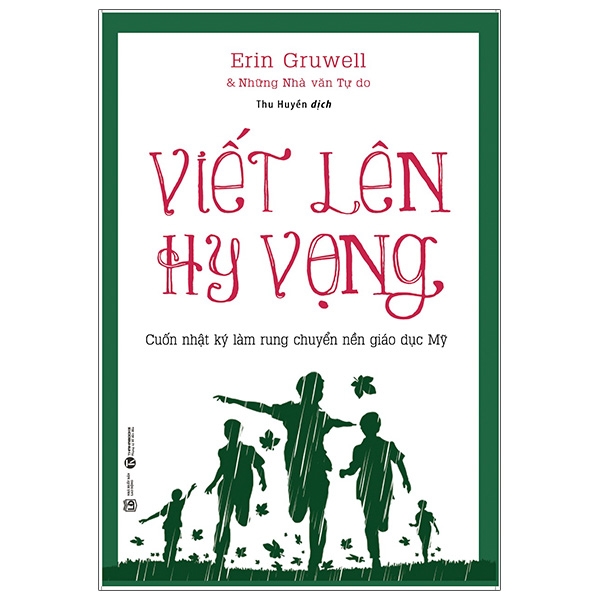 Erin Gruwell
& Những Nhà văn Tự do
Thu Huyền dịch
VIẾT LÊN
HY VỌNG
Cuốn nhật ký làm rung chuyển nền giáo dục Mỹ